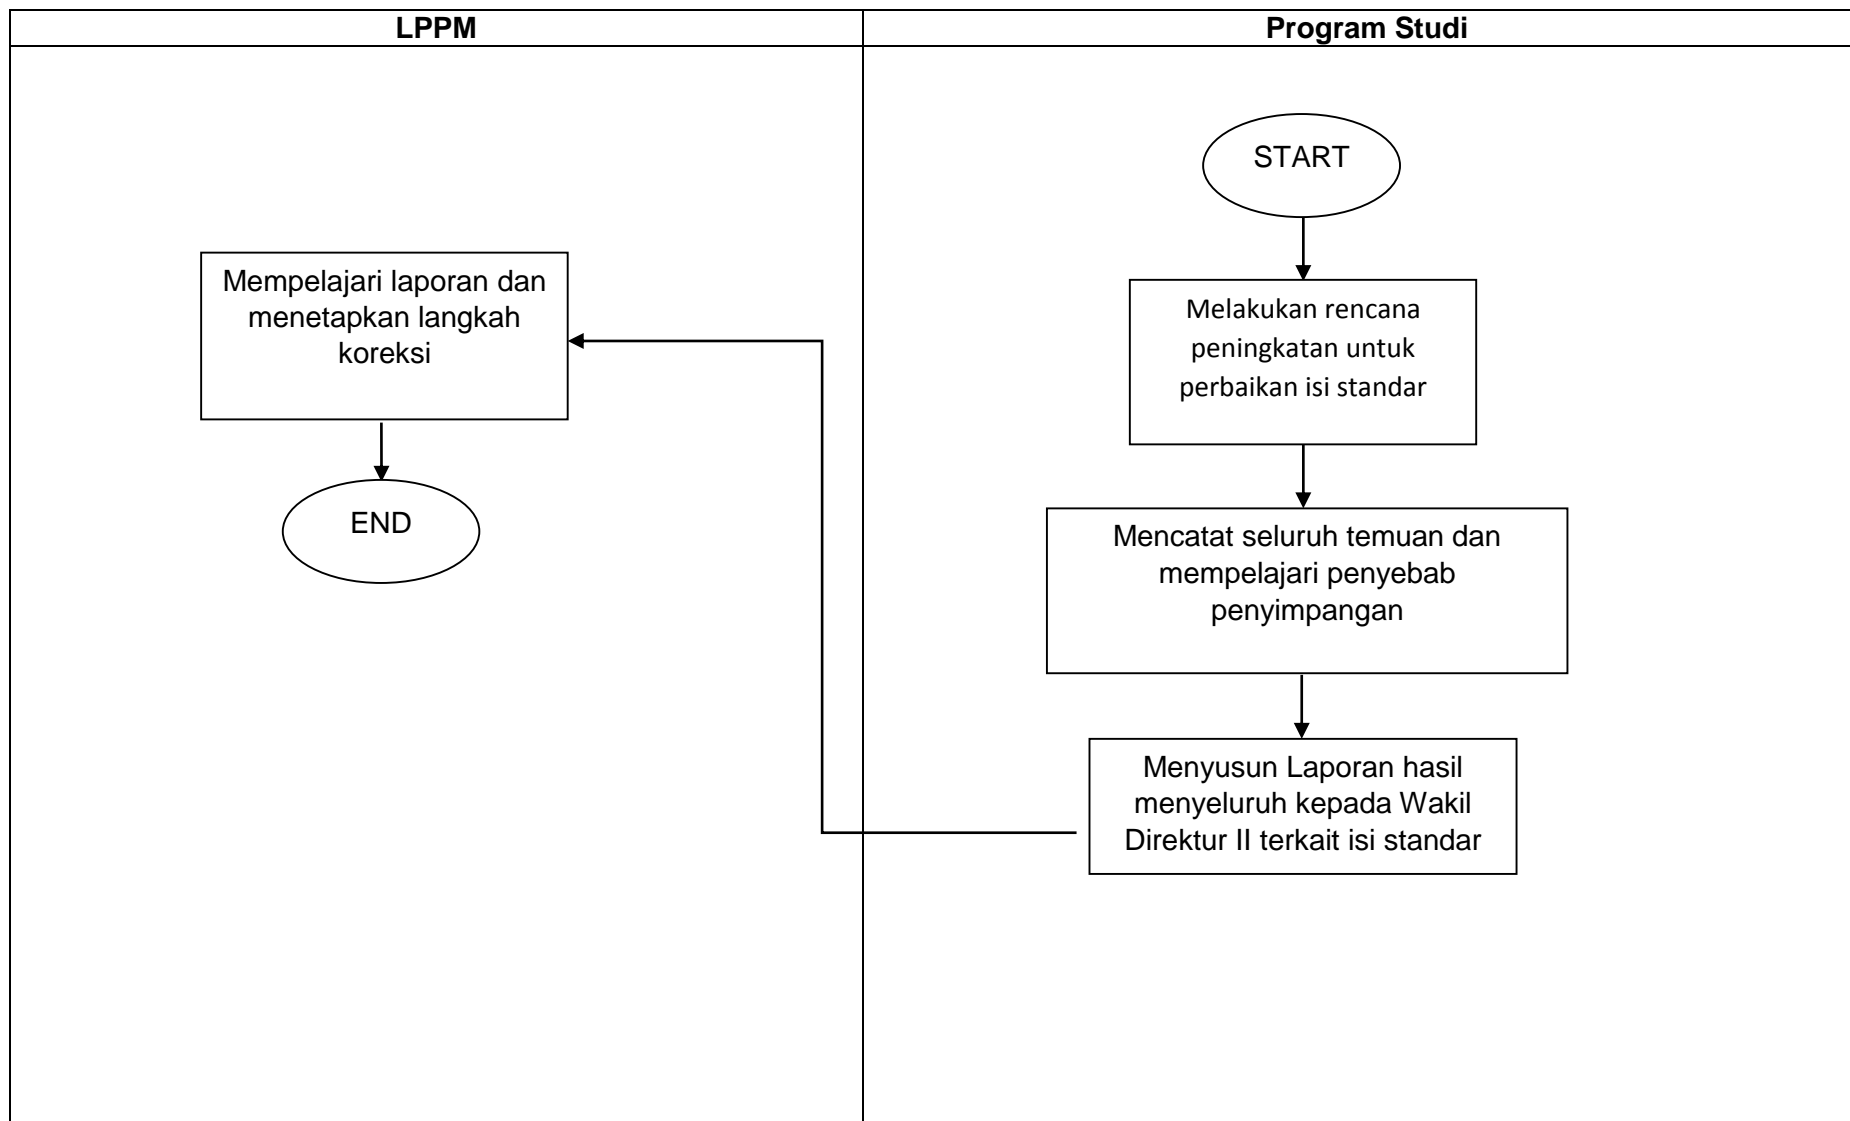 LPPM
Program Studi
START
Melakukan rencana
peningkatan untuk
perbaikan isi standar
Mencatat seluruh temuan dan
mempelajari penyebab
penyimpangan
Menyusun Laporan hasil
menyeluruh kepada Wakil
Direktur II terkait isi standar
Mempelajari laporan dan
menetapkan langkah
koreksi
END